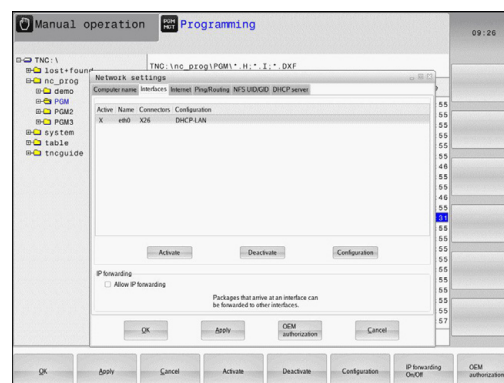 Manual operation
PGM MGT Programming
09:26
TNC:\
lost+found
nc_prog
demo
PGM
PGM2
PGM3
system
table
tncguide
TNC:\nc_prog\PGM\*.H;*.I;*.DXF
Network settings
Computer name Interfaces Internet Ping/Routing NFS UID/GID DHCP server
Active Name Connectors Configuration
X eth0 X26 DHCP-LAN
Activate Deactivate Configuration
IP forwarding
Allow IP forwarding
Packages that arrive at an interface can
be forwarded to other interfaces.
OK Apply OEM authorization Cancel
55
55
55
55
55
55
46
55
55
46
55
31
55
55
55
55
55
55
55
55
55
57
OK Apply Cancel Activate Deactivate Configuration IP forwarding On/Off OEM authorization